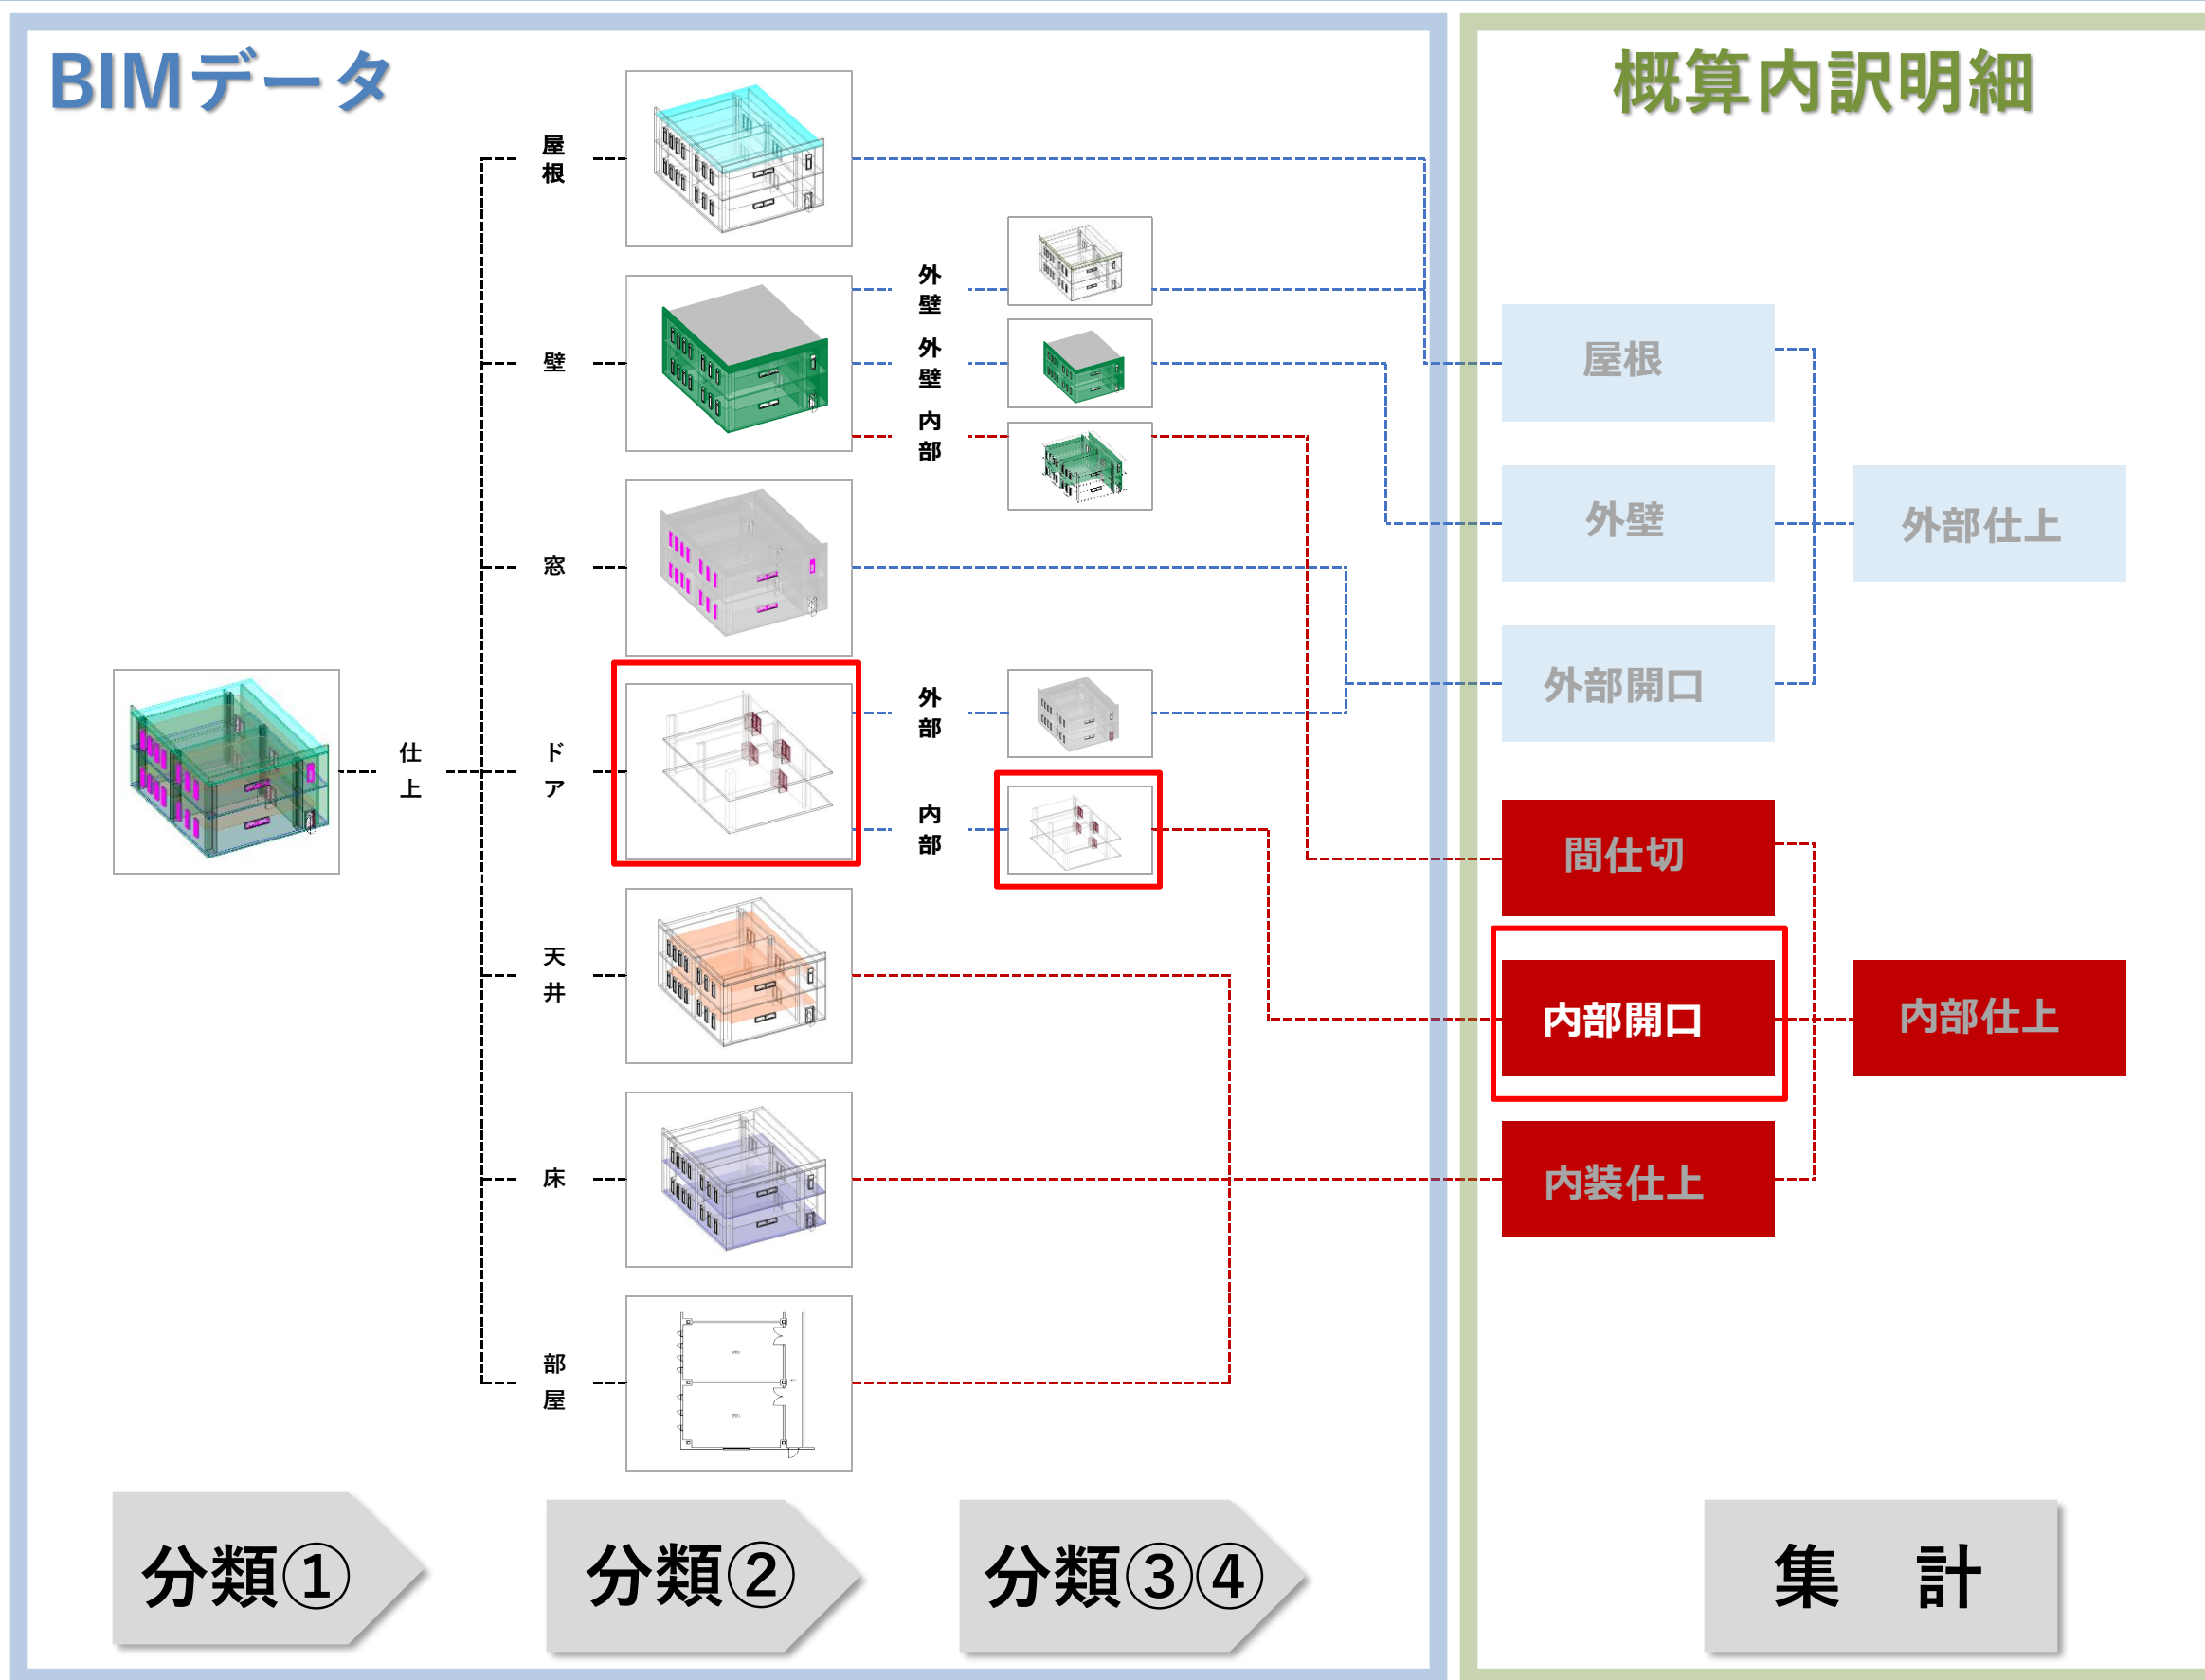 BIMデータ
概算内訳明細
屋根
壁
窓
ドア
天井
床
部屋
仕上
外壁
外壁
内部
外部
内部
屋根
外壁
外部開口
外部仕上
間仕切
内部開口
内装仕上
内部仕上
分類①
分類②
分類③④
集　計